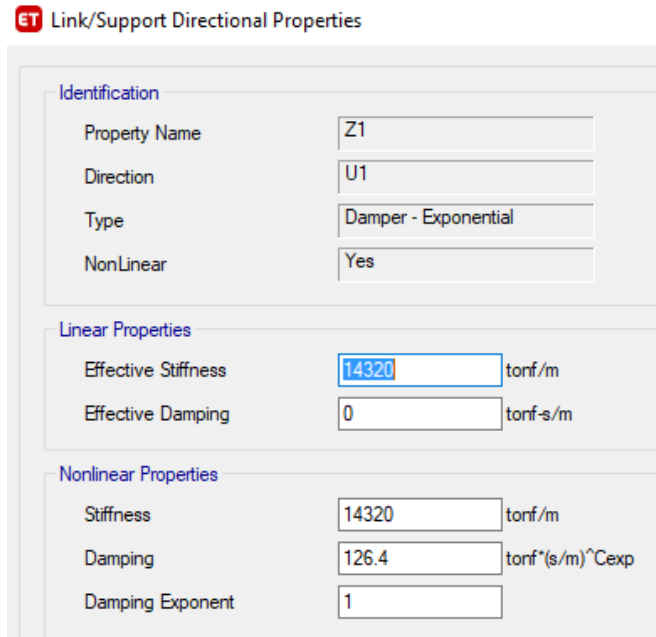 ET Link/Support Directional Properties
Identification
Property Name Z1
Direction U1
Type Damper - Exponential
NonLinear Yes
Linear Properties
Effective Stiffness 14320 tonf/m
Effective Damping 0 tonf-s/m
Nonlinear Properties
Stiffness 14320 tonf/m
Damping 126.4 tonf*(s/m)^Cexp
Damping Exponent 1